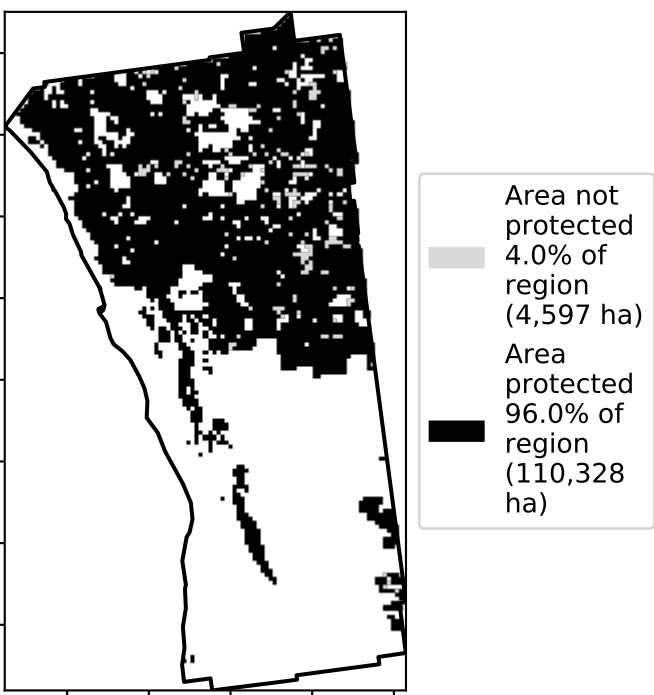 Area not
protected
4.0% of
region
(4,597 ha)
Area
protected
96.0% of
region
(110,328
ha)